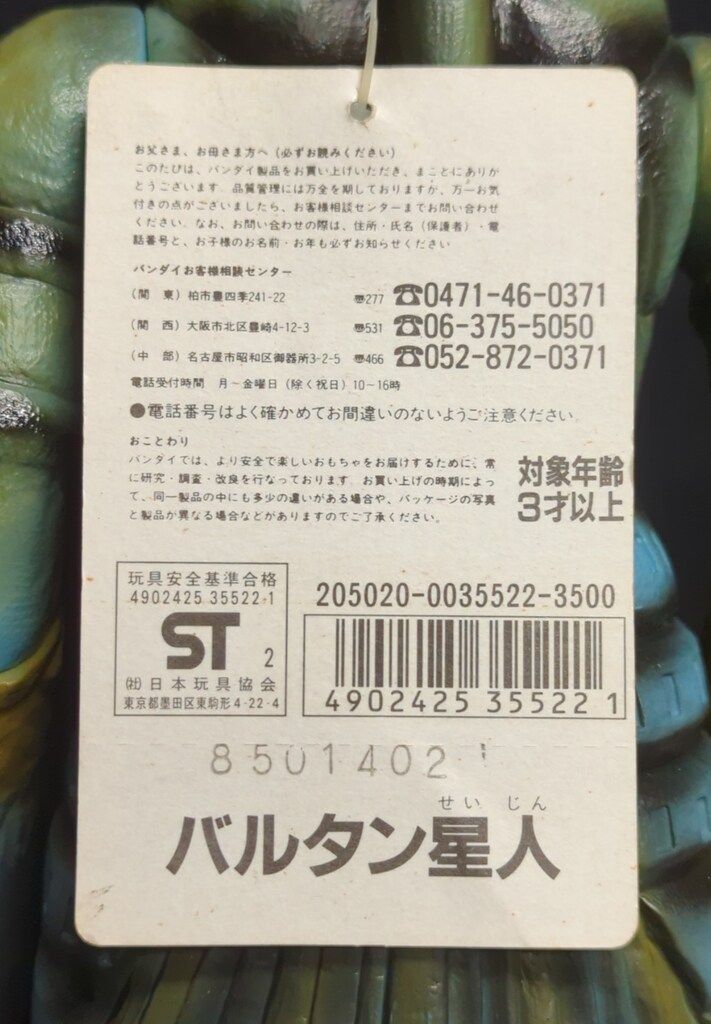 お父さま、お母さま方へ (必ずお読みください)
このたびは、バンダイ製品をお買い上げいただき、まことにありが
とうございます. 品質管理には万全を期しておりますが、万一お気
付きの点がございましたら、お客様相談センターまでお問い合わせ
ください。なお、お問い合わせの際は、住所・氏名 (保護者)・電
話番号と、お子様のお名前・お年も必ずお知らせください
バンダイお客様相談センター
(関 東) 柏市豊四季241-22 〠277 ☎0471-46-0371
(関 西) 大阪市北区豊崎4-12-3 〠531 ☎06-375-5050
(中 部) 名古屋市昭和区御器所3-2-5 〠466 ☎052-872-0371
電話受付時間 月~金曜日 (除く祝日) 10~16時
●電話番号はよく確かめてお間違いのないようご注意ください。
おことわり
バンダイでは、より安全で楽しいおもちゃをお届けするために、常
に研究・調査・改良を行なっております. お買い上げの時期によっ
て、同一製品の中にも多少の違いがある場合や、パッケージの写真
と製品が異なる場合などがありますのでご了承ください。
対象年齢
3才以上
玩具安全基準合格
4902425 35522-1
ST 2
(社)日本玩具協会
東京都墨田区東駒形4-22-4
205020-0035522-3500
4902425 355221
8501402
せい じん
バルタン星人